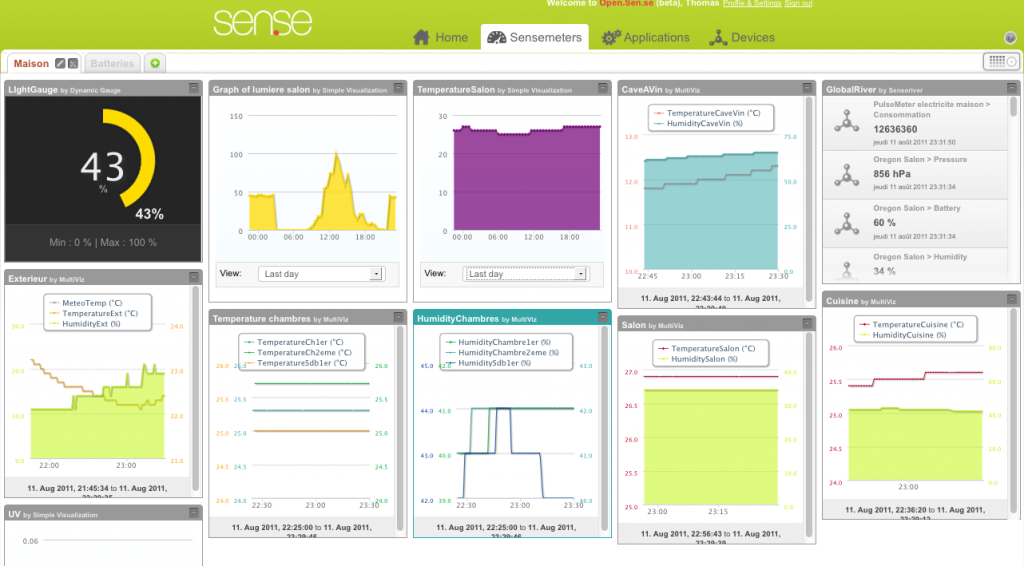 Welcome to Open.Sen.se (beta), Thomas Profile & Settings Sign out
sen.se
Home Sensemeters Applications Devices
Maison Batteries
LIghtGauge by Dynamic Gauge
43
%
43%
Min : 0 % | Max : 100 %
Graph of lumiere salon by Simple Visualization
150
100
50
0
00:00 06:00 12:00 18:00
View: Last day
TemperatureSalon by Simple Visualization
30
20
10
0
00:00 06:00 12:00 18:00
View: Last day
CaveAVin by MultiViz
TemperatureCaveVin (°C)
HumidityCaveVin (%)
13.0 75.0
12.0 50.0
11.0 25.0
10.0 0.0
22:45 23:00 23:15 23:30
11. Aug 2011, 22:43:44 to 11. Aug 2011,
GlobalRiver by Senseriver
PulseMeter electricite maison >
Consommation
12636360
jeudi 11 août 2011 23:31:50
Oregon Salon > Pressure
856 hPa
jeudi 11 août 2011 23:31:34
Oregon Salon > Battery
60 %
jeudi 11 août 2011 23:31:34
Oregon Salon > Humidity
34 %
Exterieur by MultiViz
MeteoTemp (°C)
TemperatureExt (°C)
HumidityExt (%)
30.0 24.0
20.0 23.0
10.0 22.0
0.0 21.0
22:00 23:00
11. Aug 2011, 21:45:34 to 11. Aug 2011,
Temperature chambres by MultiViz
TemperatureCh1er (°C)
TemperatureCh2eme (°C)
TemperatureSdb1er (°C)
26.0 26.0 26.0
25.5 25.5
25.0 25.0
24.5 24.5
24.0 24.0
22:30 23:00 23:30
11. Aug 2011, 22:25:00 to 11. Aug 2011,
23:29:46
HumidityChambres by MultiViz
HumidityChambre1er (%)
HumidityChambre2eme (%)
HumiditySdb1er (%)
45.0 42.0 43.0
44.0 41.0 42.0
43.0 40.0 41.0
42.0 39.0 40.0
22:30 23:00 23:30
11. Aug 2011, 22:25:00 to 11. Aug 2011,
23:29:46
Salon by MultiViz
TemperatureSalon (°C)
HumiditySalon (%)
27.0 40.0
26.5 30.0
26.0
25.5 10.0
25.0 0.0
23:00 23:15
11. Aug 2011, 22:56:43 to 11. Aug 2011,
Cuisine by MultiViz
TemperatureCuisine (°C)
HumidityCuisine (%)
26.0 80.0
25.5 60.0
25.0 40.0
24.5 20.0
24.0 0.0
23:00
11. Aug 2011, 22:36:20 to 11. Aug 2011,
UV by Simple Visualization
0.06